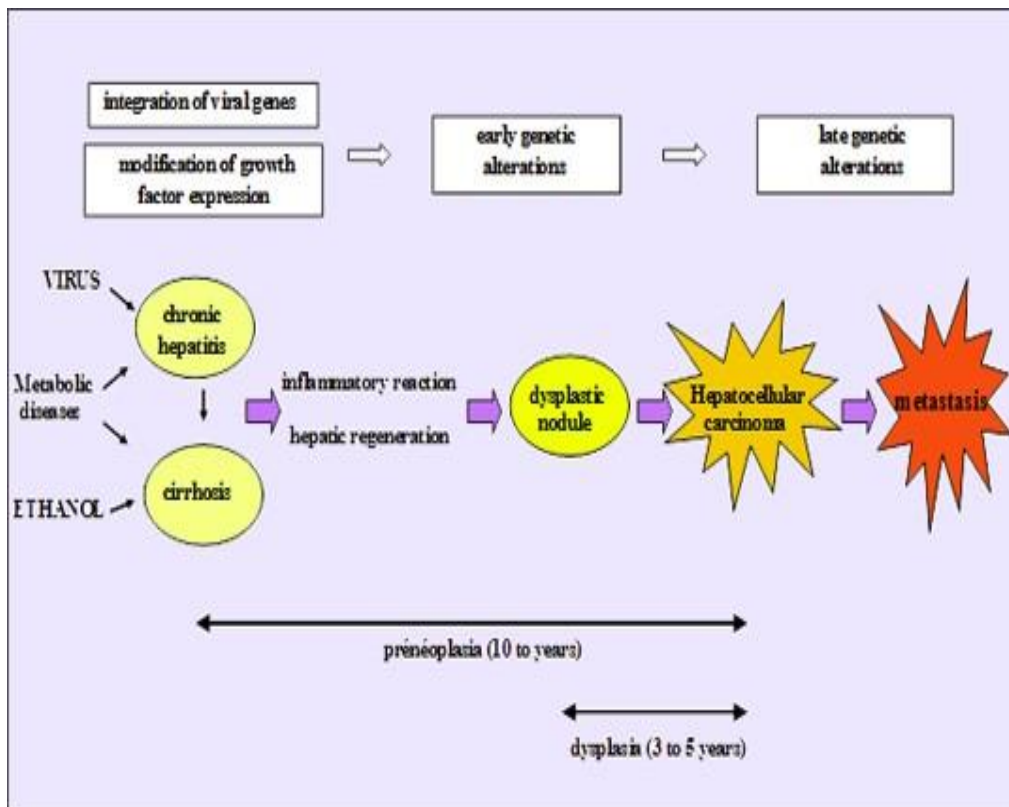 integration of viral genes
modification of growth
factor expression
early genetic
alterations
late genetic
alterations
VIRUS
chronic
hepatitis
Metabolic
diseases
ETHANOL
cirrhosis
inflammatory reaction
hepatic regeneration
dysplastic
nodule
Hepatocellular
carcinoma
metastasis
prénéoplasia (10 to years)
dysplasia (3 to 5 years)